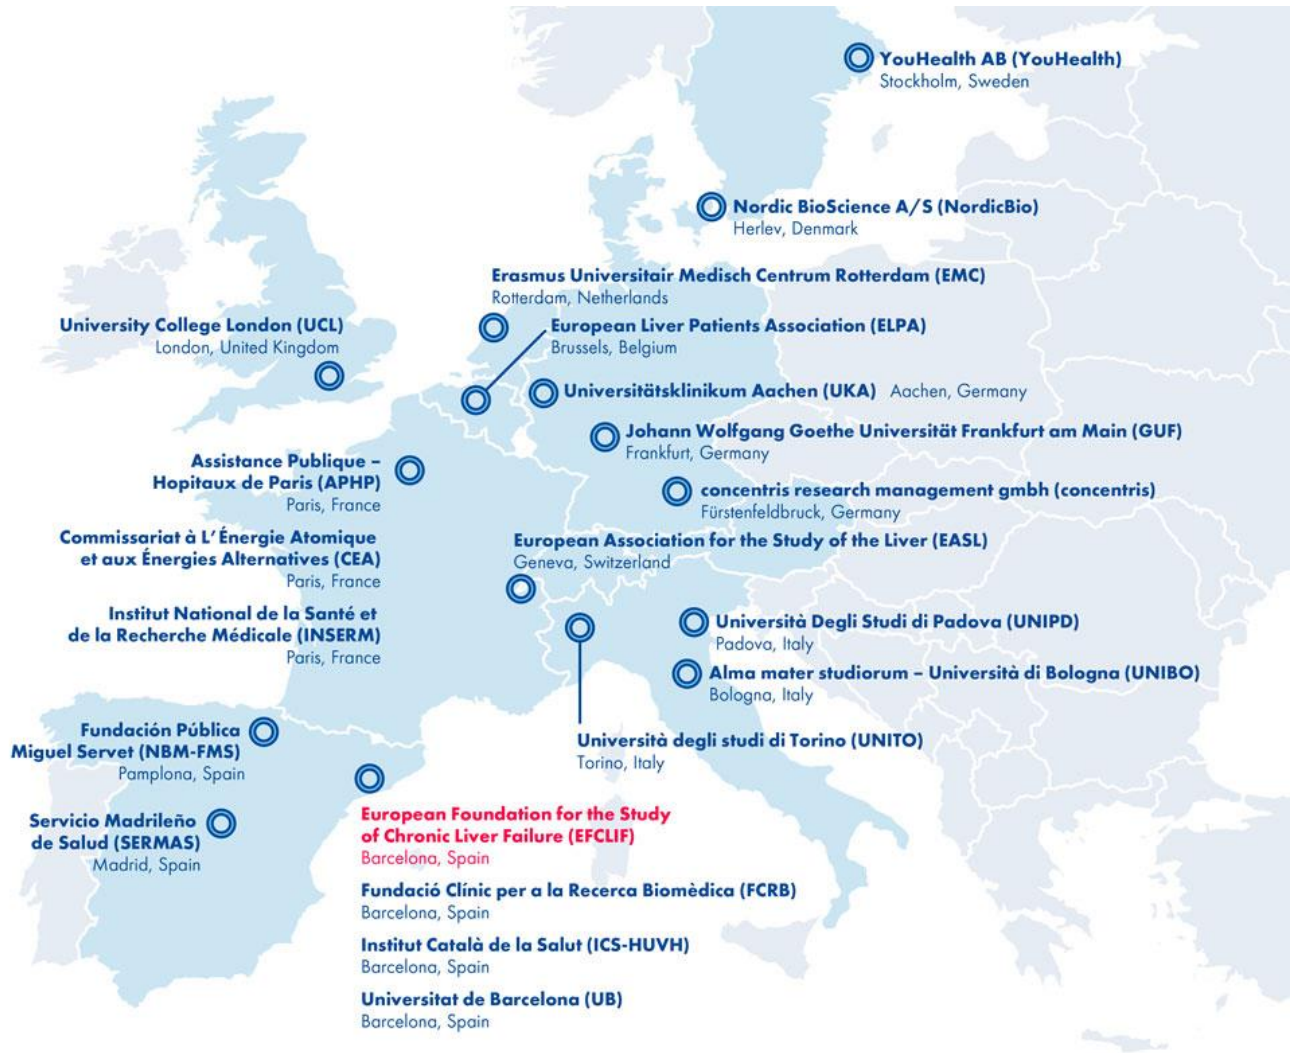 YouHealth AB (YouHealth)
Stockholm, Sweden
Nordic BioScience A/S (NordicBio)
Herlev, Denmark
Erasmus Universitair Medisch Centrum Rotterdam (EMC)
Rotterdam, Netherlands
University College London (UCL)
London, United Kingdom
European Liver Patients Association (ELPA)
Brussels, Belgium
Universitätsklinikum Aachen (UKA) Aachen, Germany
Johann Wolfgang Goethe Universität Frankfurt am Main (GUF)
Frankfurt, Germany
Assistance Publique –
Hopitaux de Paris (APHP)
Paris, France
concentris research management gmbh (concentris)
Fürstenfeldbruck, Germany
Commissariat à L'Énergie Atomique
et aux Énergies Alternatives (CEA)
Paris, France
European Association for the Study of the Liver (EASL)
Geneva, Switzerland
Institut National de la Santé et
de la Recherche Médicale (INSERM)
Paris, France
Università Degli Studi di Padova (UNIPD)
Padova, Italy
Alma mater studiorum – Università di Bologna (UNIBO)
Bologna, Italy
Fundación Pública
Miguel Servet (NBM-FMS)
Pamplona, Spain
Università degli studi di Torino (UNITO)
Torino, Italy
Servicio Madrileño
de Salud (SERMAS)
Madrid, Spain
European Foundation for the Study
of Chronic Liver Failure (EFCLIF)
Barcelona, Spain
Fundació Clínic per a la Recerca Biomèdica (FCRB)
Barcelona, Spain
Institut Català de la Salut (ICS-HUVH)
Barcelona, Spain
Universitat de Barcelona (UB)
Barcelona, Spain